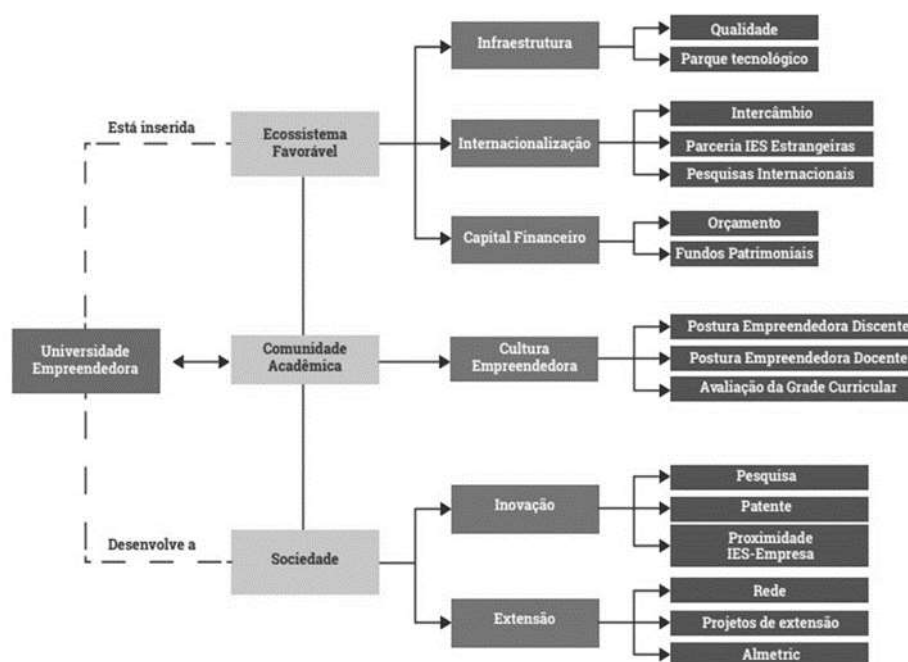 Infraestrutura
Qualidade
Parque tecnológico
Está inserida
Ecossistema
Favorável
Internacionalização
Intercâmbio
Parceria IES Estrangeiras
Pesquisas Internacionais
Capital Financeiro
Orçamento
Fundos Patrimoniais
Universidade
Empreendedora
Comunidade
Acadêmica
Cultura
Empreendedora
Postura Empreendedora Discente
Postura Empreendedora Docente
Avaliação da Grade Curricular
Desenvolve a
Sociedade
Inovação
Pesquisa
Patente
Proximidade
IES-Empresa
Extensão
Rede
Projetos de extensão
Almetric